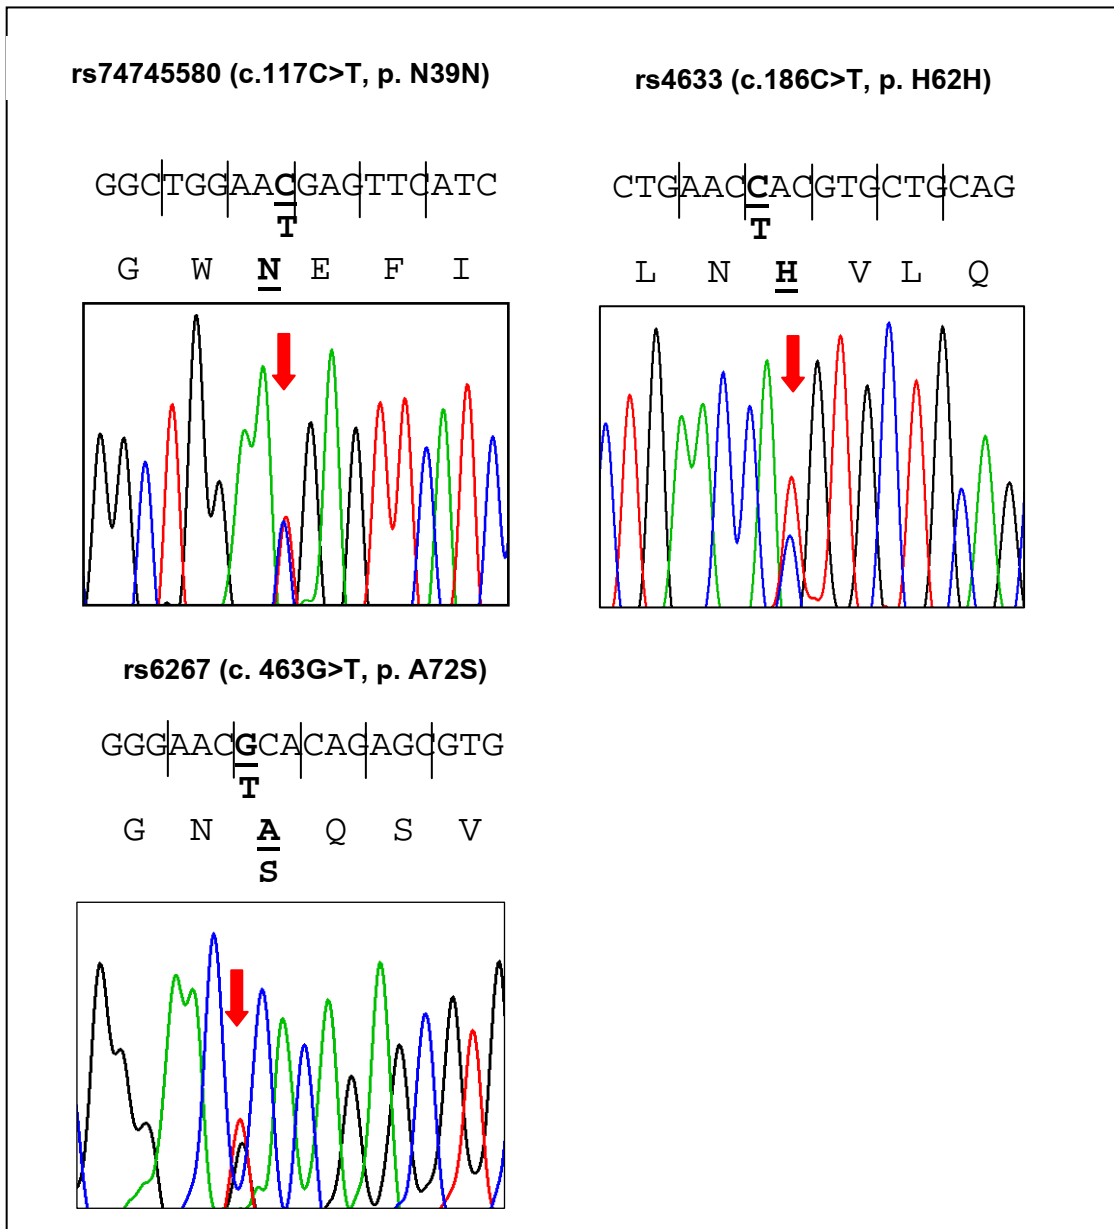 rs74745580 (c.117C>T, p. N39N)
GGCTGGAACGAGTTCATC
T
G W N E F I
rs4633 (c.186C>T, p. H62H)
CTGAACCACGTGCTGCAG
T
L N H V L Q
rs6267 (c. 463G>T, p. A72S)
GGGAACGCACAGAGCGTG
T
G N A Q S V
S